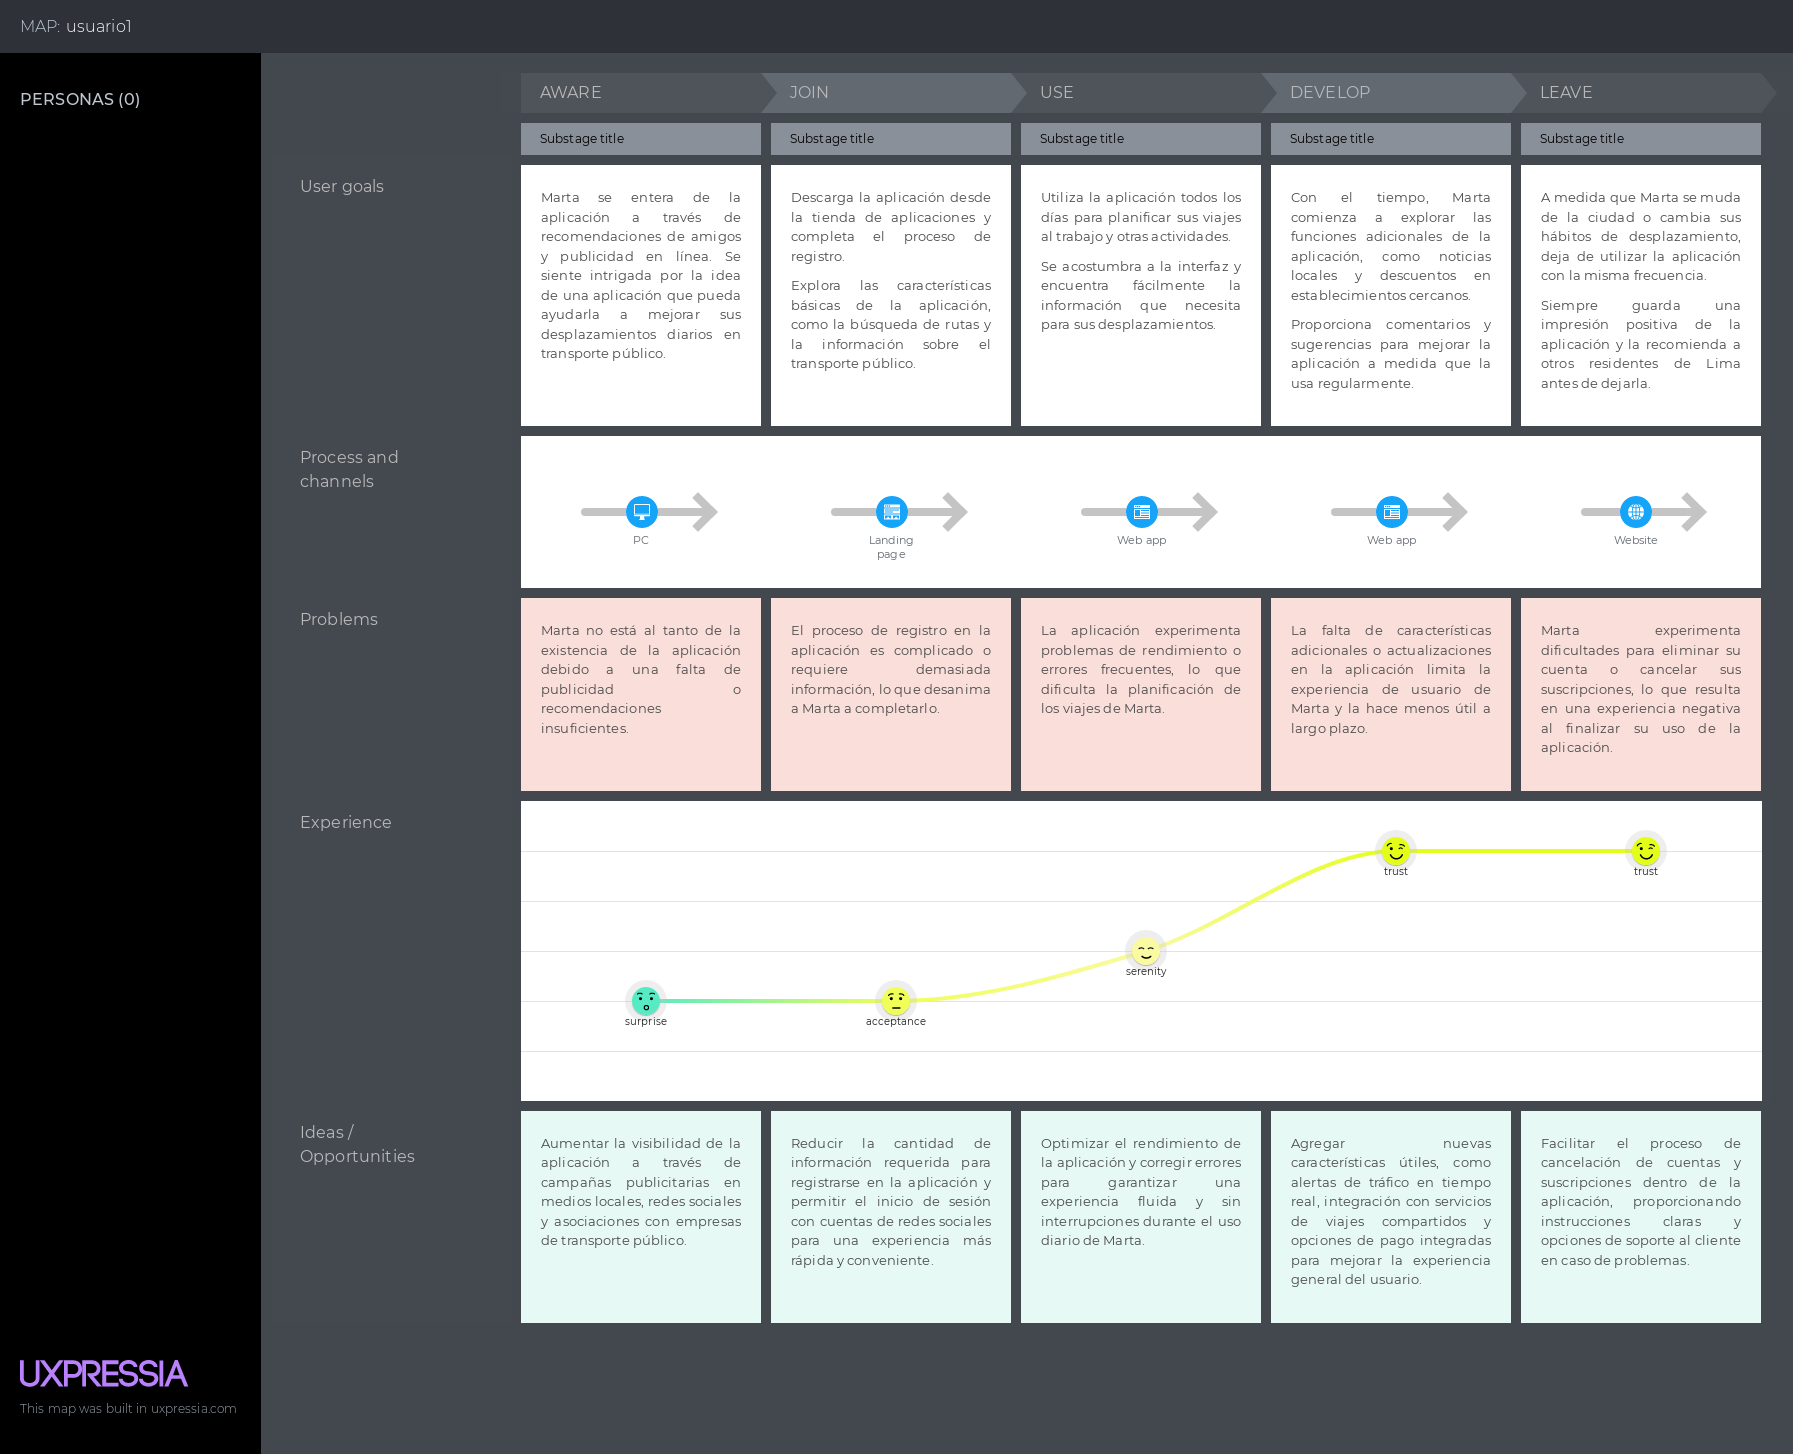 MAP: usuario1
PERSONAS (0)
AWARE
JOIN
USE
DEVELOP
LEAVE
Substage title
Substage title
Substage title
Substage title
Substage title
User goals
Marta se entera de la
aplicación a través de
recomendaciones de amigos
y publicidad en línea. Se
siente intrigada por la idea
de una aplicación que pueda
ayudarla a mejorar sus
desplazamientos diarios en
transporte público.
Descarga la aplicación desde
la tienda de aplicaciones y
completa el proceso de
registro.
Explora las características
básicas de la aplicación,
como la búsqueda de rutas y
la información sobre el
transporte público.
Utiliza la aplicación todos los
días para planificar sus viajes
al trabajo y otras actividades.
Se acostumbra a la interfaz y
encuentra fácilmente la
información que necesita
para sus desplazamientos.
Con el tiempo, Marta
comienza a explorar las
funciones adicionales de la
aplicación, como noticias
locales y descuentos en
establecimientos cercanos.
Proporciona comentarios y
sugerencias para mejorar la
aplicación a medida que la
usa regularmente.
A medida que Marta se muda
de la ciudad o cambia sus
hábitos de desplazamiento,
deja de utilizar la aplicación
con la misma frecuencia.
Siempre guarda una
impresión positiva de la
aplicación y la recomienda a
otros residentes de Lima
antes de dejarla.
Process and
channels
PC
Landing
page
Web app
Web app
Website
Problems
Marta no está al tanto de la
existencia de la aplicación
debido a una falta de
publicidad o
recomendaciones
insuficientes.
El proceso de registro en la
aplicación es complicado o
requiere demasiada
información, lo que desanima
a Marta a completarlo.
La aplicación experimenta
problemas de rendimiento o
errores frecuentes, lo que
dificulta la planificación de
los viajes de Marta.
La falta de características
adicionales o actualizaciones
en la aplicación limita la
experiencia de usuario de
Marta y la hace menos útil a
largo plazo.
Marta experimenta
dificultades para eliminar su
cuenta o cancelar sus
suscripciones, lo que resulta
en una experiencia negativa
al finalizar su uso de la
aplicación.
Experience
surprise
acceptance
serenity
trust
trust
Ideas /
Opportunities
Aumentar la visibilidad de la
aplicación a través de
campañas publicitarias en
medios locales, redes sociales
y asociaciones con empresas
de transporte público.
Reducir la cantidad de
información requerida para
registrarse en la aplicación y
permitir el inicio de sesión
con cuentas de redes sociales
para una experiencia más
rápida y conveniente.
Optimizar el rendimiento de
la aplicación y corregir errores
para garantizar una
experiencia fluida y sin
interrupciones durante el uso
diario de Marta.
Agregar nuevas
características útiles, como
alertas de tráfico en tiempo
real, integración con servicios
de viajes compartidos y
opciones de pago integradas
para mejorar la experiencia
general del usuario.
Facilitar el proceso de
cancelación de cuentas y
suscripciones dentro de la
aplicación, proporcionando
instrucciones claras y
opciones de soporte al cliente
en caso de problemas.
UXPRESSIA
This map was built in uxpressia.com